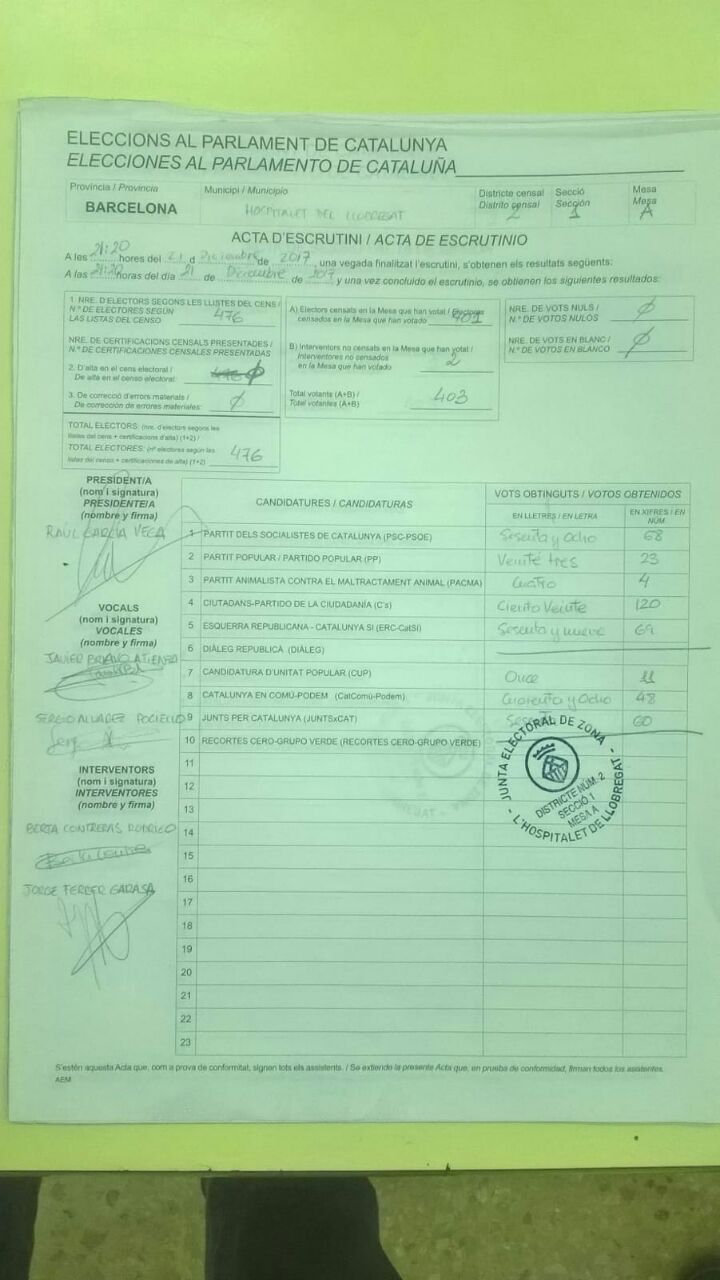 ELECCIONS AL PARLAMENT DE CATALUNYA
ELECCIONES AL PARLAMENTO DE CATALUÑA
Província / Provincia
BARCELONA
Municipi / Municipio
HOSPITALET DEL LLOBREGAT
Districte censal
Distrito censal
2
Secció
Sección
1
Mesa
Mesa
A
ACTA D'ESCRUTINI / ACTA DE ESCRUTINIO
A les 21:20 hores del 21 d Diciembre de 2017, una vegada finalitzat l'escrutini, s'obtenen els resultats següents:
A las 21:20 horas del día 21 de Diciembre de 2017 y una vez concluido el escrutinio, se obtienen los siguientes resultados:
1. NRE. D'ELECTORS SEGONS LES LLISTES DEL CENS /
N.º DE ELECTORES SEGÚN
LAS LISTAS DEL CENSO 476
NRE. DE CERTIFICACIONS CENSALS PRESENTADES /
N.º DE CERTIFICACIONES CENSALES PRESENTADAS
2. D'alta en el cens electoral /
De alta en el censo electoral: Ø
3. De correcció d'errors materials /
De corrección de errores materiales: Ø
TOTAL ELECTORS: (nre. d'electors segons les
llistes del cens + certificacions d'alta) (1+2) /
TOTAL ELECTORES: (nº electores según las
listas del censo + certificaciones de alta) (1+2) 476
A) Electors censats en la Mesa que han votat / Electores
censados en la Mesa que han votado 401
B) Interventors no censats en la Mesa que han votat /
Interventores no censados
en la Mesa que han votado 2
Total votants (A+B) /
Total votantes (A+B) 403
NRE. DE VOTS NULS /
N.º DE VOTOS NULOS Ø
NRE. DE VOTS EN BLANC /
N.º DE VOTOS EN BLANCO Ø
PRESIDENT/A
(nom i signatura)
PRESIDENTE/A
(nombre y firma)
RAÚL GARCÍA VEGA
VOCALS
(nom i signatura)
VOCALES
(nombre y firma)
JAVIER ATIENZA
SERGIO
INTERVENTORS
(nom i signatura)
INTERVENTORES
(nombre y firma)
BERTA CONTRERAS
JORGE FERRER GARASA
CANDIDATURES / CANDIDATURAS
VOTS OBTINGUTS / VOTOS OBTENIDOS
EN LLETRES / EN LETRA
EN XIFRES / EN NÚM
1 PARTIT DELS SOCIALISTES DE CATALUNYA (PSC-PSOE) Sesenta y Ocho 68
2 PARTIT POPULAR / PARTIDO POPULAR (PP) Veinte tres 23
3 PARTIT ANIMALISTA CONTRA EL MALTRACTAMENT ANIMAL (PACMA) Cuatro 4
4 CIUTADANS-PARTIDO DE LA CIUDADANÍA (C's) Ciento Veinte 120
5 ESQUERRA REPUBLICANA - CATALUNYA SÍ (ERC-CatSí) Sesenta y nueve 69
6 DIÀLEG REPUBLICÀ (DIÀLEG)
7 CANDIDATURA D'UNITAT POPULAR (CUP) Once 11
8 CATALUNYA EN COMÚ-PODEM (CatComú-Podem) Cuarenta y Ocho 48
9 JUNTS PER CATALUNYA (JUNTSxCAT) Sesenta 60
10 RECORTES CERO-GRUPO VERDE (RECORTES CERO-GRUPO VERDE)
11
12
13
14
15
16
17
18
19
20
21
22
23
JUNTA ELECTORAL DE ZONA
DISTRICTE NÚM. 2
SECCIÓ 1
MESA A
- L'HOSPITALET DE LLOBREGAT -
S'estén aquesta Acta que, com a prova de conformitat, signen tots els assistents. / Se extiende la presente Acta que, en prueba de conformidad, firman todos los asistentes.
AEM